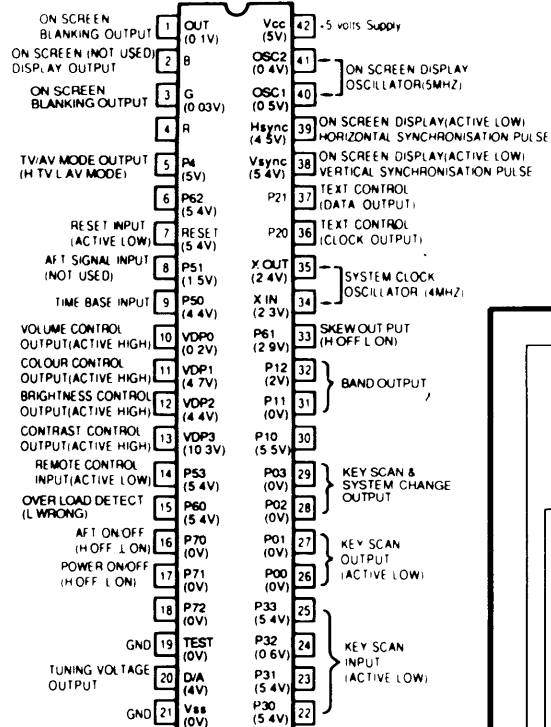 ON SCREEN
BLANKING OUTPUT
1
OUT
(0 1V)
ON SCREEN (NOT USED)
DISPLAY OUTPUT
2
B
ON SCREEN
BLANKING OUTPUT
3
G
(0 03V)
4
R
TV/AV MODE OUTPUT
(H TV L AV MODE)
5
P4
(5V)
6
P62
(5 4V)
RESET INPUT
(ACTIVE LOW)
7
RESET
(5 4V)
AFT SIGNAL INPUT
(NOT USED)
8
P51
(1 5V)
TIME BASE INPUT
9
P50
(4 4V)
VOLUME CONTROL
OUTPUT(ACTIVE HIGH)
10
VDP0
(0 2V)
COLOUR CONTROL
OUTPUT(ACTIVE HIGH)
11
VDP1
(4 7V)
BRIGHTNESS CONTROL
OUTPUT(ACTIVE HIGH)
12
VDP2
(4 4V)
CONTRAST CONTROL
OUTPUT(ACTIVE HIGH)
13
VDP3
(10 3V)
REMOTE CONTROL
INPUT(ACTIVE LOW)
14
P53
(5 4V)
OVER LOAD DETECT
(L WRONG)
15
P60
(5 4V)
AFT ON/OFF
(H OFF L ON)
16
P70
(0V)
POWER ON/OFF
(H OFF L ON)
17
P71
(0V)
18
P72
(0V)
GND
19
TEST
(0V)
TUNING VOLTAGE
OUTPUT
20
D/A
(4V)
GND
21
Vss
(0V)
Vcc
(5V)
42
-5 volts Supply
OSC2
(0 4V)
41
OSC1
(0 5V)
40
ON SCREEN DISPLAY
OSCILLATOR(5MHZ)
Hsync
(4 5V)
39
ON SCREEN DISPLAY(ACTIVE LOW)
HORIZONTAL SYNCHRONISATION PULSE
Vsync
(5 4V)
38
ON SCREEN DISPLAY(ACTIVE LOW)
VERTICAL SYNCHRONISATION PULSE
P21
37
TEXT CONTROL
(DATA OUTPUT)
P20
36
TEXT CONTROL
(CLOCK OUTPUT)
X OUT
(2 4V)
35
X IN
(2 3V)
34
SYSTEM CLOCK
OSCILLATOR (4MHZ)
P61
(2 9V)
33
SKEW OUT PUT
(H OFF L ON)
P12
(2V)
32
P11
(0V)
31
BAND OUTPUT
P10
(5 5V)
30
P03
(0V)
29
P02
(0V)
28
KEY SCAN &
SYSTEM CHANGE
OUTPUT
P01
(0V)
27
P00
(0V)
26
KEY SCAN
OUTPUT
(ACTIVE LOW)
P33
(5 4V)
25
P32
(0 6V)
24
P31
(5 4V)
23
P30
(5 4V)
22
KEY SCAN
INPUT
(ACTIVE LOW)